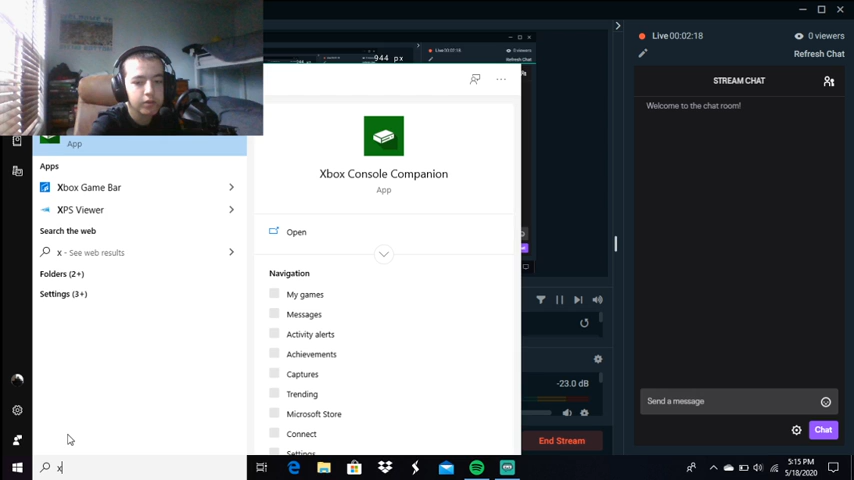 Live 00:02:18
0 viewers
Refresh Chat
944 px
STREAM CHAT
Welcome to the chat room!
App
Apps
Xbox Game Bar
XPS Viewer
Search the web
x - See web results
Folders (2+)
Settings (3+)
Xbox Console Companion
App
Open
Navigation
My games
Messages
Activity alerts
Achievements
Captures
Trending
Microsoft Store
Connect
Settings
-23.0 dB
End Stream
Send a message
Chat
x
5:15 PM
5/18/2020